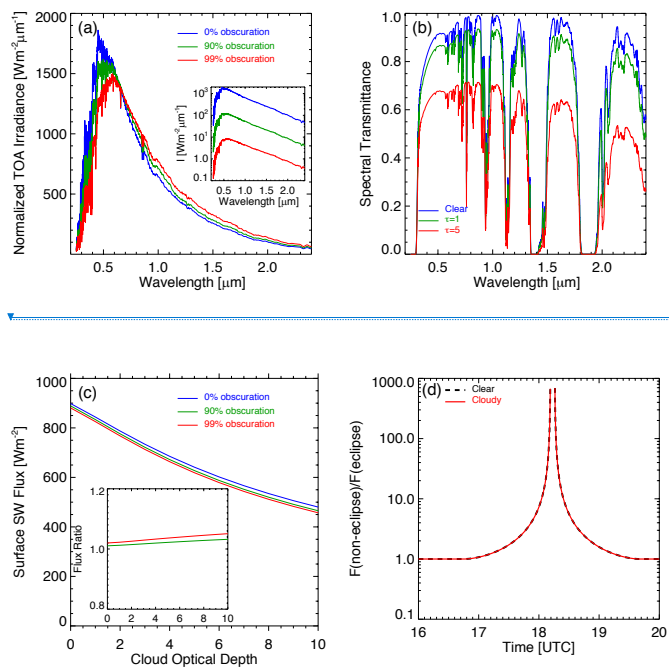 (a)
0% obscuration
90% obscuration
99% obscuration
Normalized TOA Irradiance [Wm⁻²μm⁻¹]
2000
1500
1000
500
0.5 1.0 1.5 2.0
Wavelength [μm]
I [Wm⁻²μm⁻¹]
10³
10²
10¹
1.0
0.1
0.5 1.0 1.5 2.0
Wavelength [μm]
(b)
Spectral Transmittance
1.0
0.8
0.6
0.4
0.2
0.0
Clear
τ=1
τ=5
0.5 1.0 1.5 2.0
Wavelength [μm]
(c)
0% obscuration
90% obscuration
99% obscuration
Surface SW Flux [Wm⁻²]
1000
800
600
400
200
0
0 2 4 6 8 10
Cloud Optical Depth
Flux Ratio
1.2
1.0
0.8
0 2 4 6 8 10
(d)
Clear
Cloudy
F(non-eclipse)/F(eclipse)
1000.0
100.0
10.0
1.0
0.1
16 17 18 19 20
Time [UTC]